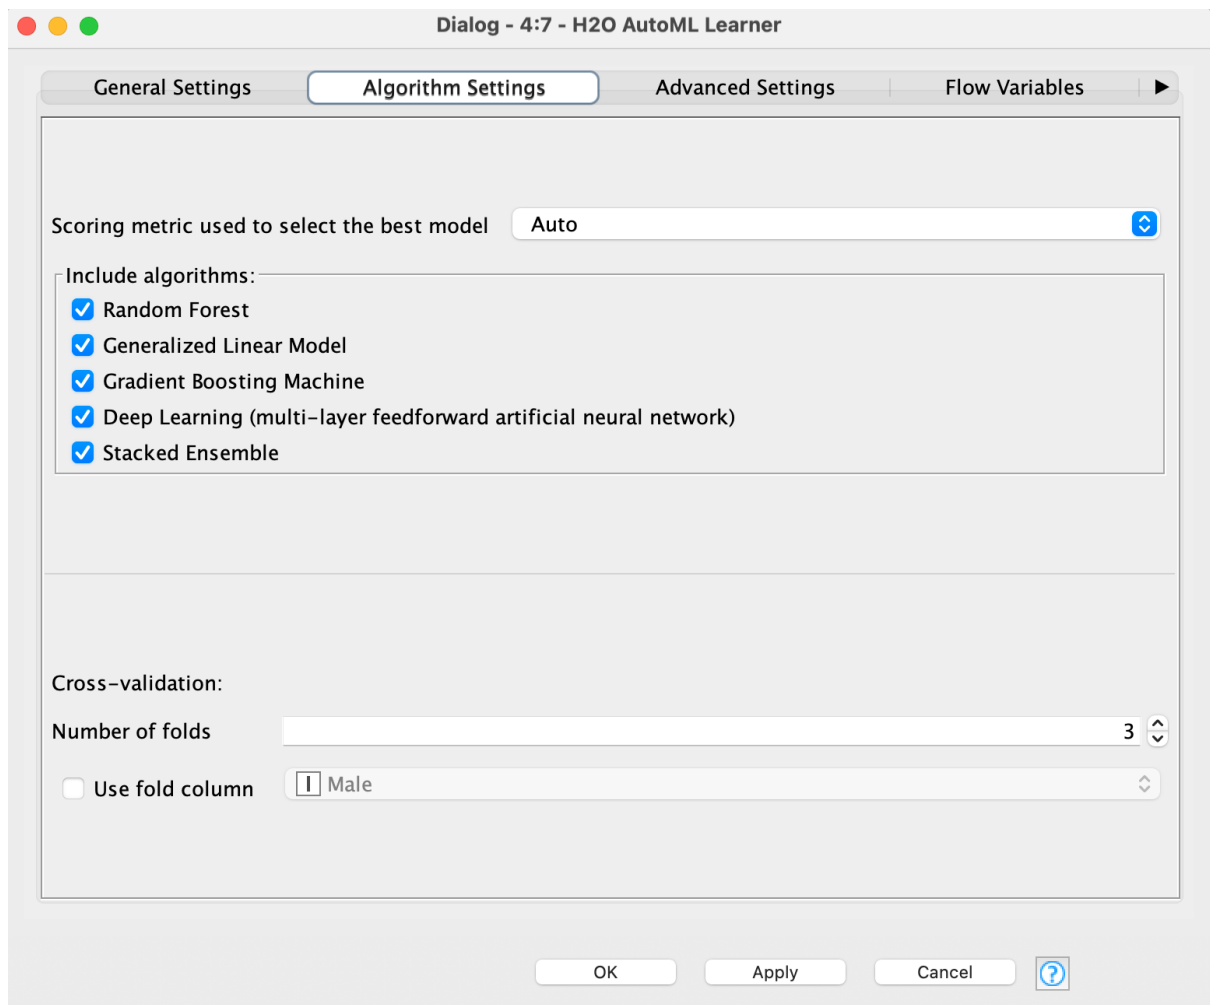 Dialog - 4:7 - H2O AutoML Learner
General Settings Algorithm Settings Advanced Settings Flow Variables
Scoring metric used to select the best model Auto
Include algorithms:
Random Forest
Generalized Linear Model
Gradient Boosting Machine
Deep Learning (multi-layer feedforward artificial neural network)
Stacked Ensemble
Cross-validation:
Number of folds 3
Use fold column I Male
OK Apply Cancel ?